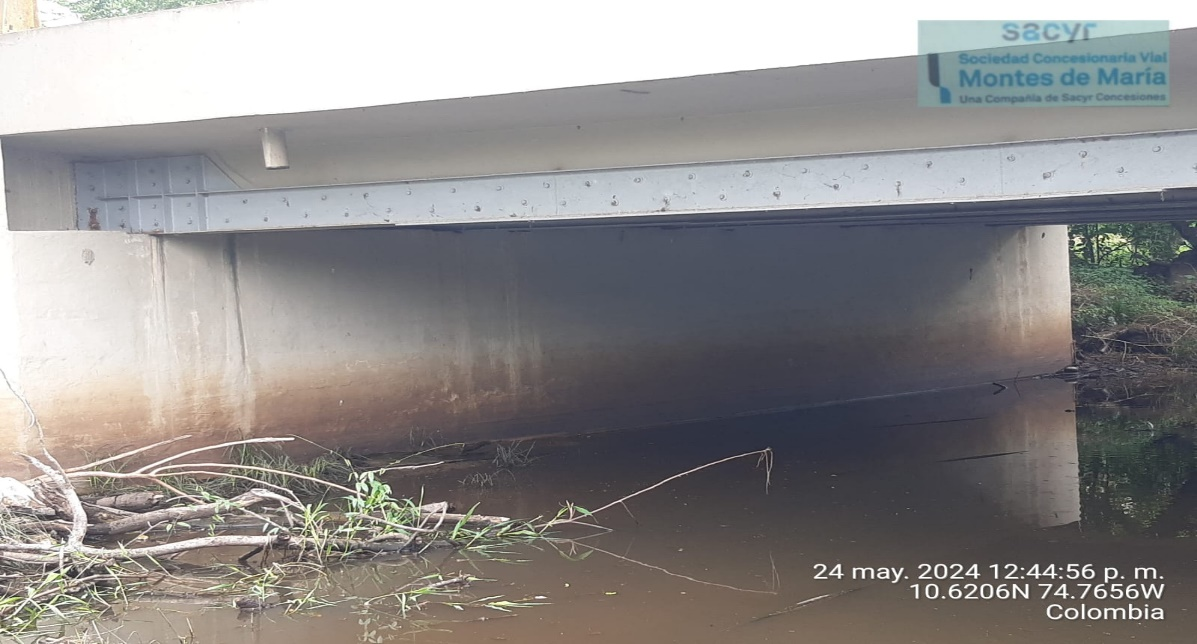 sacyr
Sociedad Concesionaria Vial
Montes de María
Una Compañía de Sacyr Concesiones
24 may. 2024 12:44:56 p. m.
10.6206N 74.7656W
Colombia